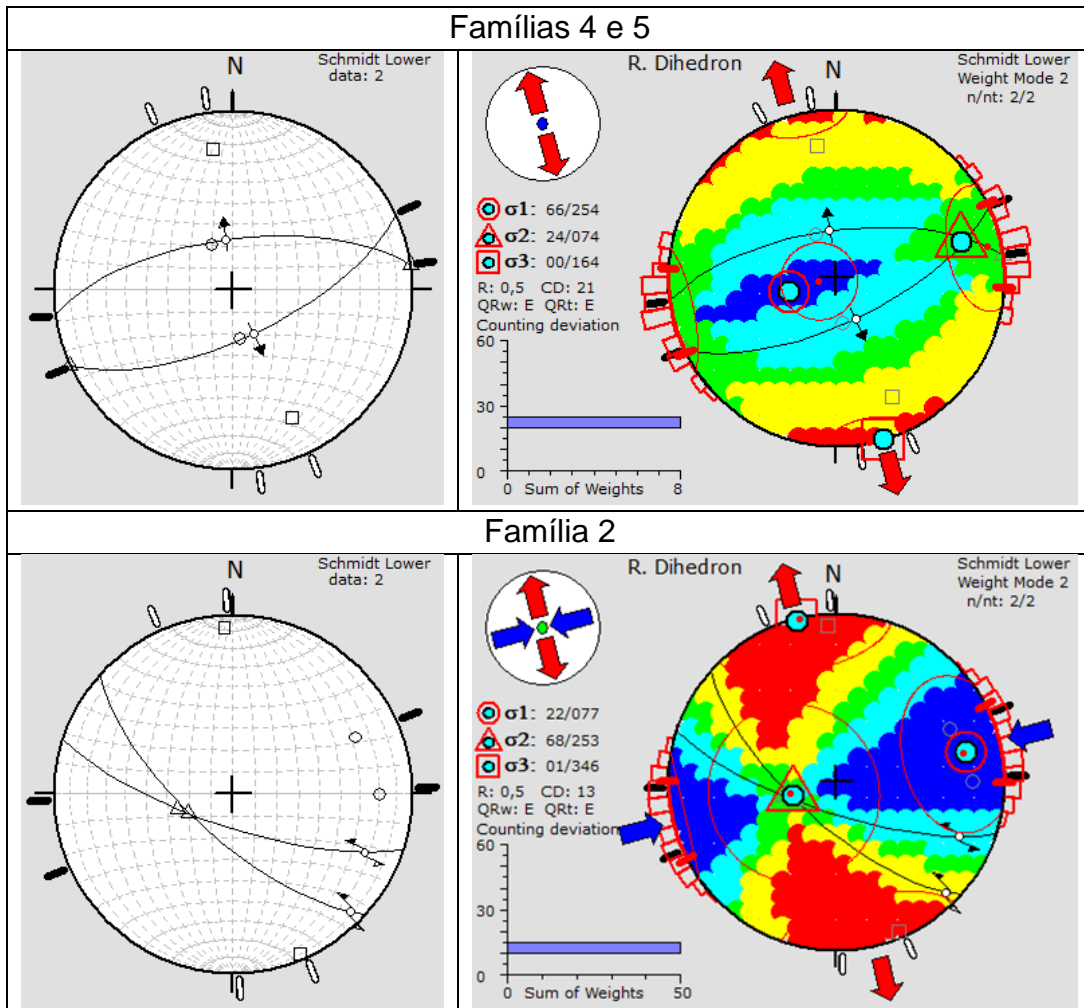 Famílias 4 e 5
Schmidt Lower
data: 2
N
R. Dihedron
N
Schmidt Lower
Weight Mode 2
n/nt: 2/2
σ1: 66/254
σ2: 24/074
σ3: 00/164
R: 0,5 CD: 21
QRw: E QRt: E
Counting deviation
60
30
0
0 Sum of Weights 8
Família 2
Schmidt Lower
data: 2
N
R. Dihedron
N
Schmidt Lower
Weight Mode 2
n/nt: 2/2
σ1: 22/077
σ2: 68/253
σ3: 01/346
R: 0,5 CD: 13
QRw: E QRt: E
Counting deviation
60
30
0
0 Sum of Weights 50